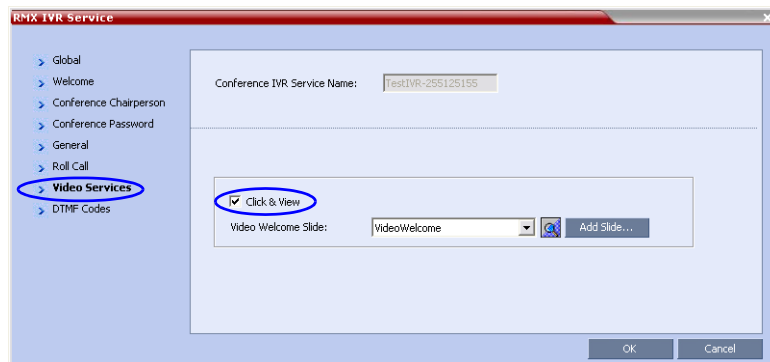 RMX IVR Service
Global
Welcome
Conference Chairperson
Conference Password
General
Roll Call
Video Services
DTMF Codes
Conference IVR Service Name: TestIVR-255125155
Click & View
Video Welcome Slide: VideoWelcome Add Slide...
OK Cancel